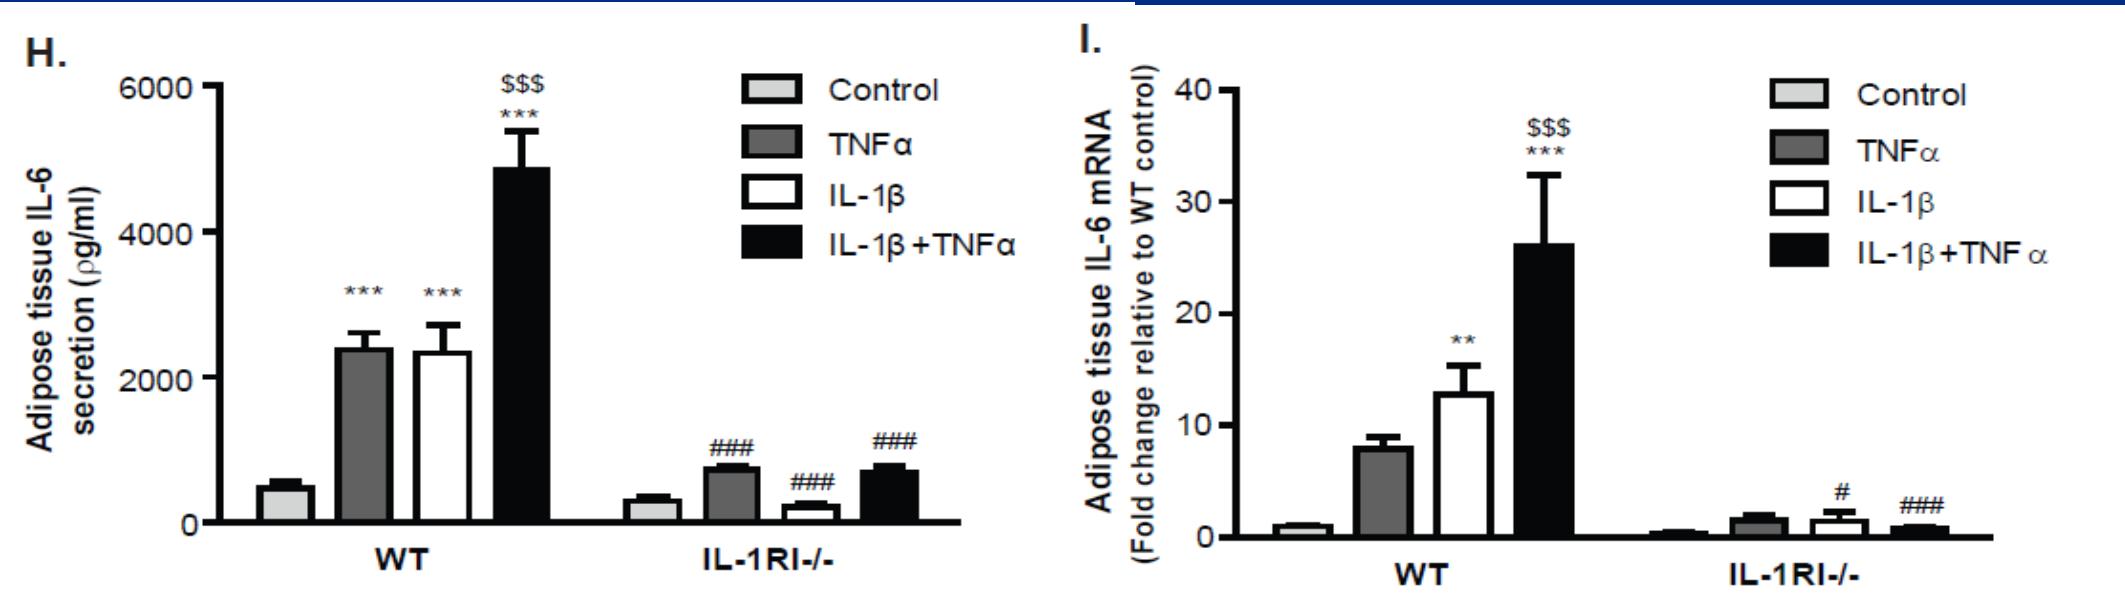 H.
Adipose tissue IL-6
secretion (ρg/ml)
6000
4000
2000
0
***
***
$$$
***
###
###
###
WT
IL-1RI-/-
Control
TNFα
IL-1β
IL-1β+TNFα
I.
Adipose tissue IL-6 mRNA
(Fold change relative to WT control)
40
30
20
10
0
**
$$$
***
#
###
WT
IL-1RI-/-
Control
TNFα
IL-1β
IL-1β+TNF α